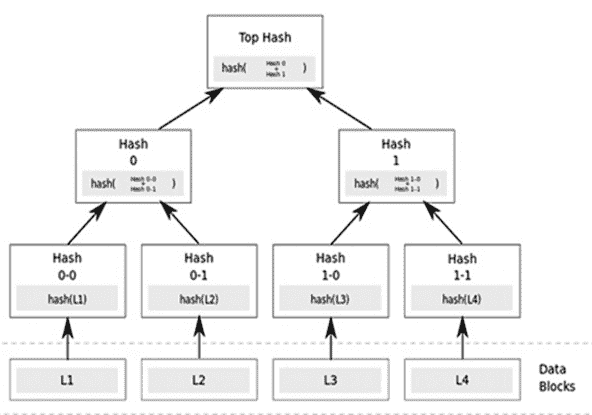 Top Hash
hash( Hash 0 + Hash 1 )
Hash
0
hash( Hash 0-0 + Hash 0-1 )
Hash
1
hash( Hash 1-0 + Hash 1-1 )
Hash
0-0
hash(L1)
Hash
0-1
hash(L2)
Hash
1-0
hash(L3)
Hash
1-1
hash(L4)
L1
L2
L3
L4
Data
Blocks